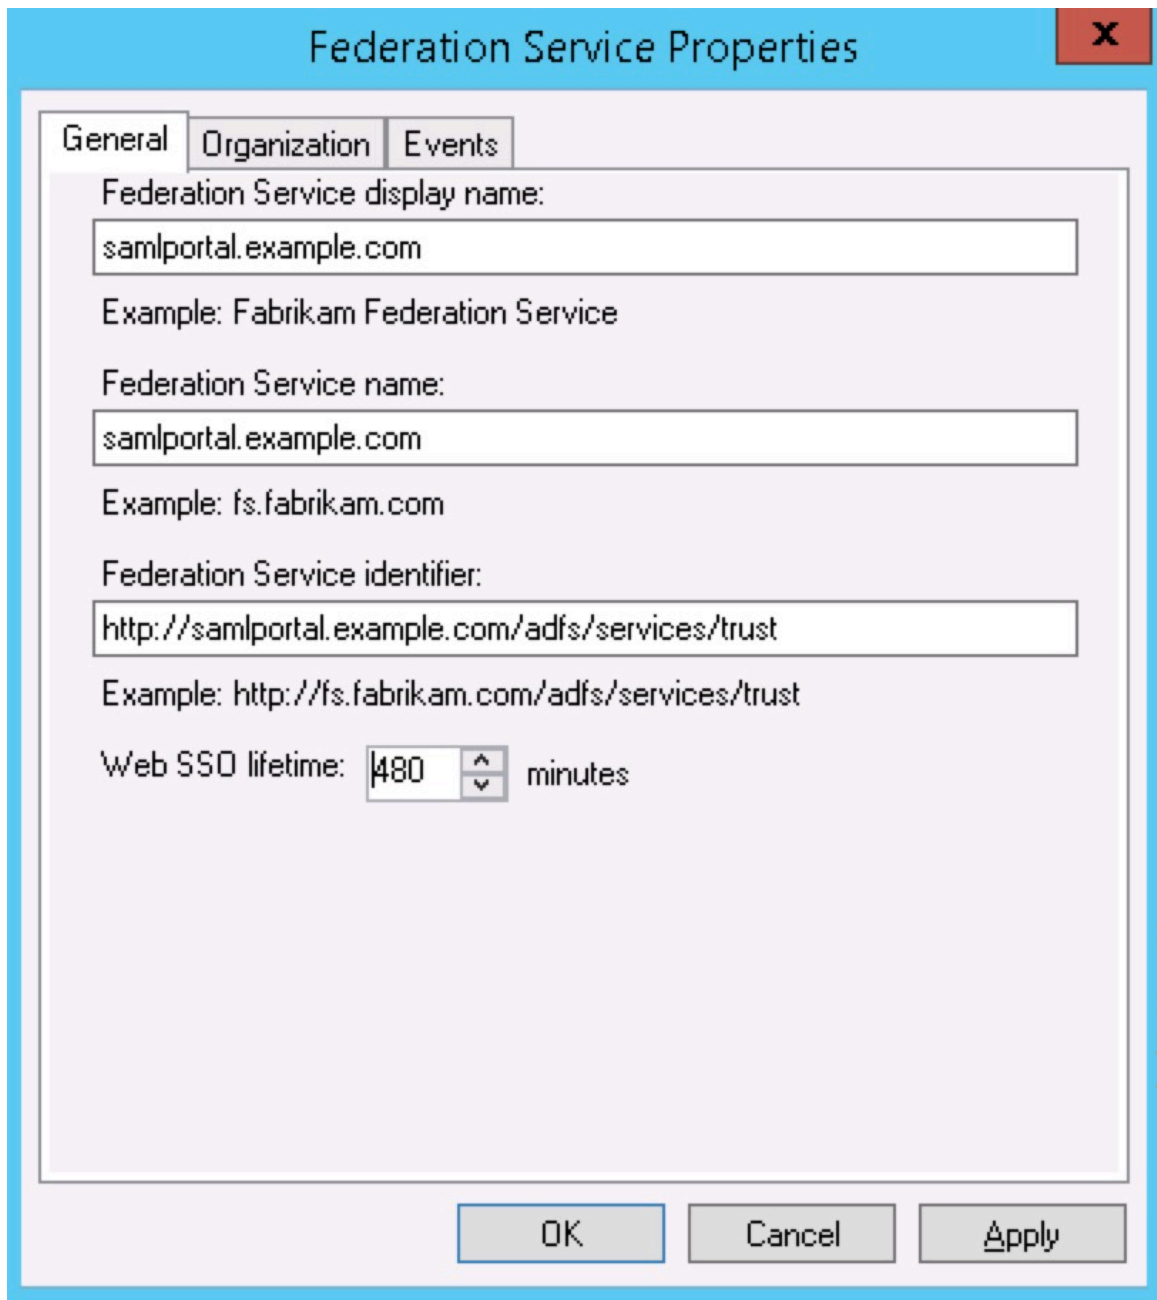 Federation Service Properties
x
General Organization Events
Federation Service display name:
samlportal.example.com
Example: Fabrikam Federation Service
Federation Service name:
samlportal.example.com
Example: fs.fabrikam.com
Federation Service identifier:
http://samlportal.example.com/adfs/services/trust
Example: http://fs.fabrikam.com/adfs/services/trust
Web SSO lifetime: 480 minutes
OK Cancel Apply